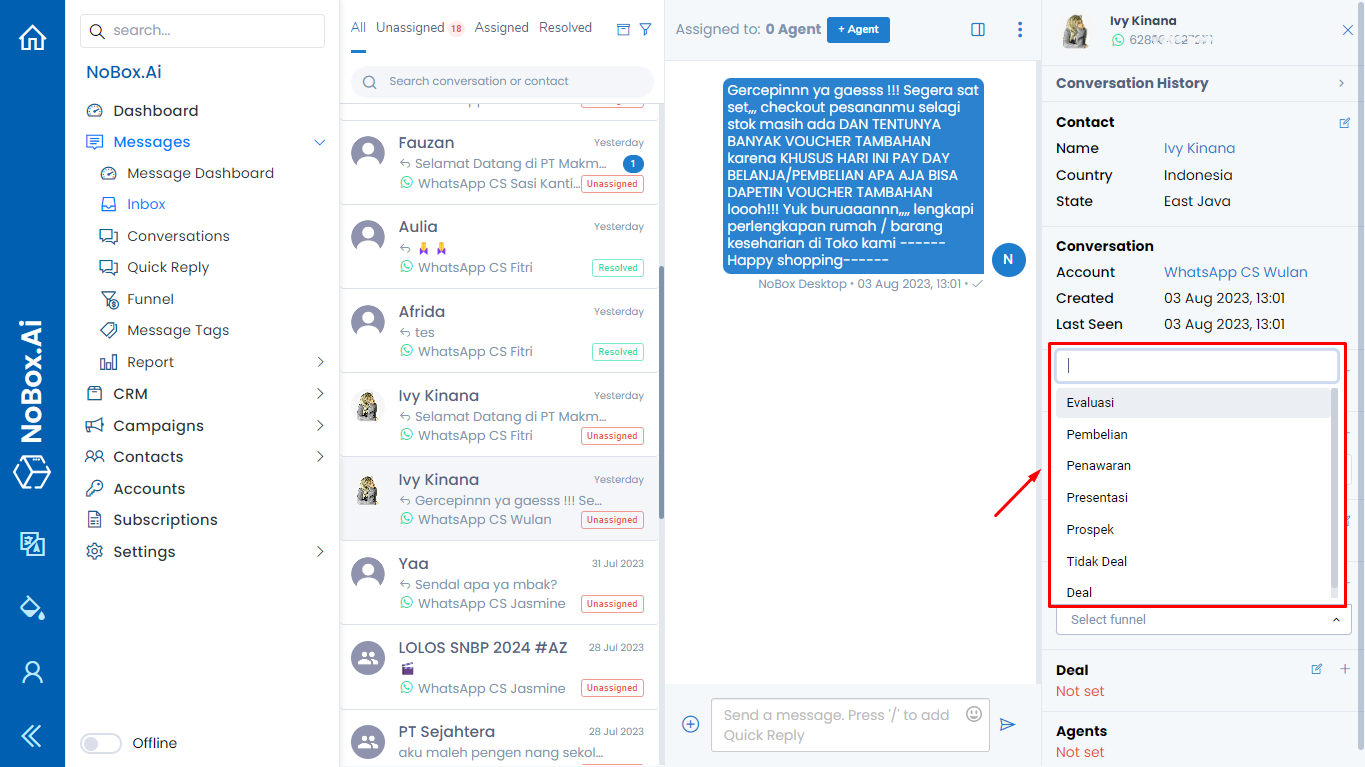 NoBox.Ai
search...
NoBox.Ai
Dashboard
Messages
Message Dashboard
Inbox
Conversations
Quick Reply
Funnel
Message Tags
Report
CRM
Campaigns
Contacts
Accounts
Subscriptions
Settings
Offline
All Unassigned 18 Assigned Resolved
Search conversation or contact
Fauzan Yesterday
Selamat Datang di PT Makm... 1
WhatsApp CS Sasi Kanti... Unassigned
Aulia Yesterday
WhatsApp CS Fitri Resolved
Afrida Yesterday
tes
WhatsApp CS Fitri Resolved
Ivy Kinana Yesterday
Selamat Datang di PT Makm...
WhatsApp CS Fitri Unassigned
Ivy Kinana Yesterday
Gercepinnn ya gaesss !!! Se...
WhatsApp CS Wulan Unassigned
Yaa 31 Jul 2023
Sendal apa ya mbak?
WhatsApp CS Jasmine Unassigned
LOLOS SNBP 2024 #AZ 28 Jul 2023
WhatsApp CS Jasmine Unassigned
PT Sejahtera 28 Jul 2023
aku maleh pengen nang sekol...
Assigned to: 0 Agent + Agent
Gercepinnn ya gaesss !!! Segera sat
set,,, checkout pesananmu selagi
stok masih ada DAN TENTUNYA
BANYAK VOUCHER TAMBAHAN
karena KHUSUS HARI INI PAY DAY
BELANJA/PEMBELIAN APA AJA BISA
DAPETIN VOUCHER TAMBAHAN
loooh!!! Yuk buruaaannn,,,, lengkapi
perlengkapan rumah / barang
keseharian di Toko kami ------
Happy shopping------
N
NoBox Desktop • 03 Aug 2023, 13:01 •
Send a message. Press '/' to add
Quick Reply
Ivy Kinana
Conversation History
Contact
Name Ivy Kinana
Country Indonesia
State East Java
Conversation
Account WhatsApp CS Wulan
Created 03 Aug 2023, 13:01
Last Seen 03 Aug 2023, 13:01
Evaluasi
Pembelian
Penawaran
Presentasi
Prospek
Tidak Deal
Deal
Select funnel
Deal
Not set
Agents
Not set